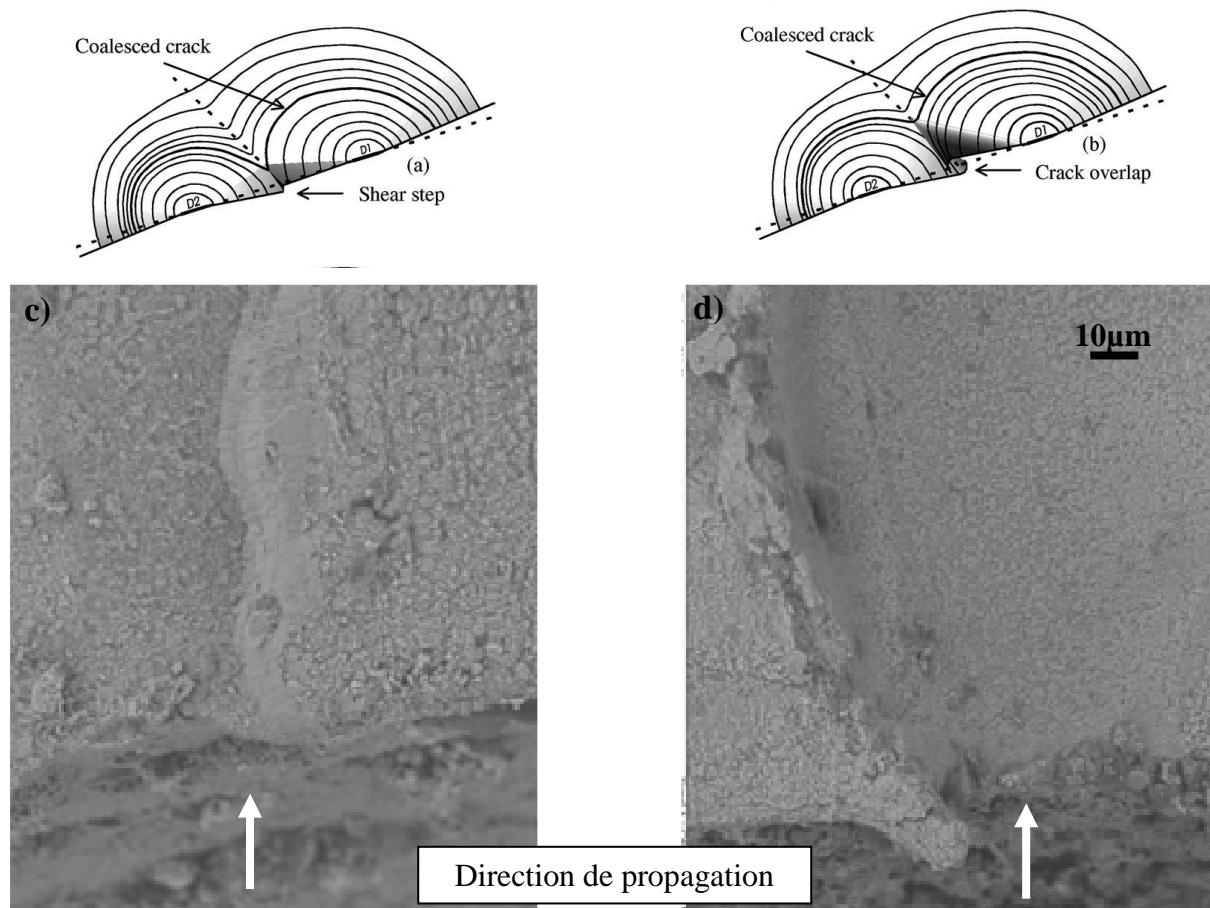 Coalesced crack
D1
(a)
D2
Shear step
Coalesced crack
D1
(b)
D2
Crack overlap
c)
d)
10µm
Direction de propagation